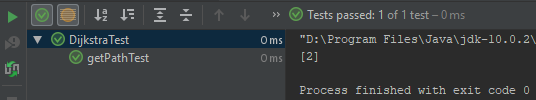 Tests passed: 1 of 1 test – 0 ms
DijkstraTest 0 ms
getPathTest 0 ms
"D:\Program Files\Java\jdk-10.0.2\
[2]
Process finished with exit code 0